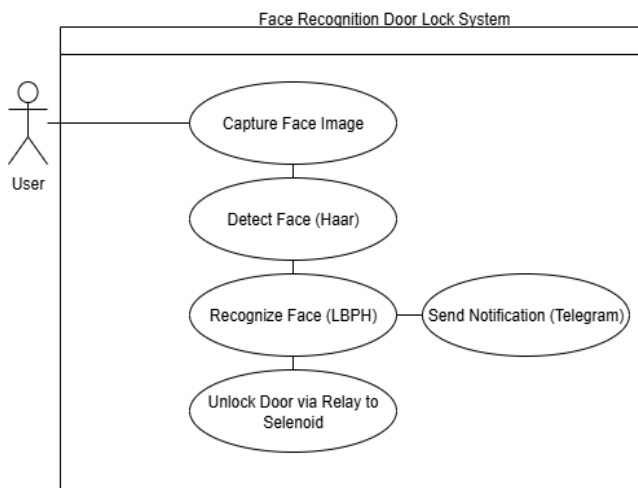 Face Recognition Door Lock System
Capture Face Image
User
Detect Face (Haar)
Recognize Face (LBPH)
Send Notification (Telegram)
Unlock Door via Relay to
Selenoid